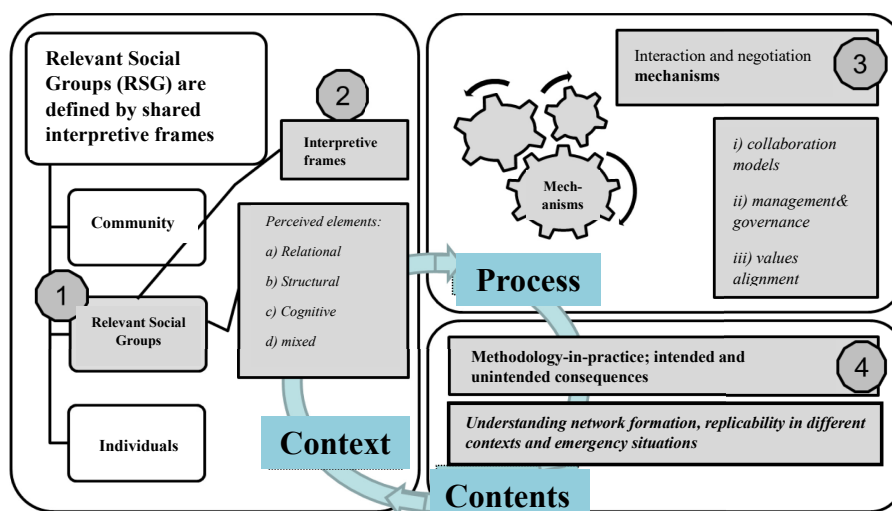 Relevant Social
Groups (RSG) are
defined by shared
interpretive frames
2
Interpretive
frames
Community
1
Relevant Social
Groups
Individuals
Perceived elements:
a) Relational
b) Structural
c) Cognitive
d) mixed
Context
Interaction and negotiation
mechanisms
3
Mech-
anisms
i) collaboration
models
ii) management&
governance
iii) values
alignment
Process
Methodology-in-practice; intended and
unintended consequences
4
Understanding network formation, replicability in different
contexts and emergency situations
Contents